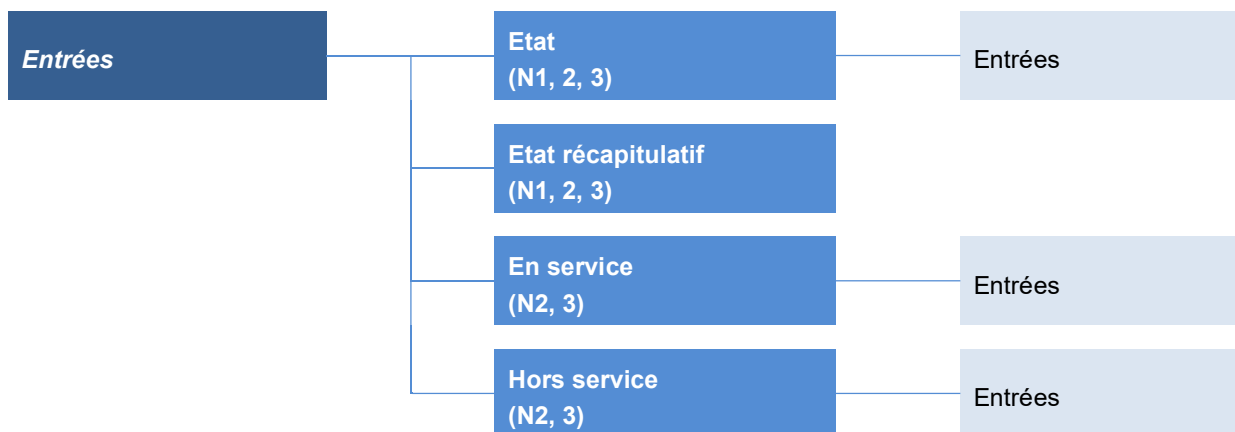 Entrées
Etat
(N1, 2, 3)
Entrées
Etat récapitulatif
(N1, 2, 3)
En service
(N2, 3)
Entrées
Hors service
(N2, 3)
Entrées